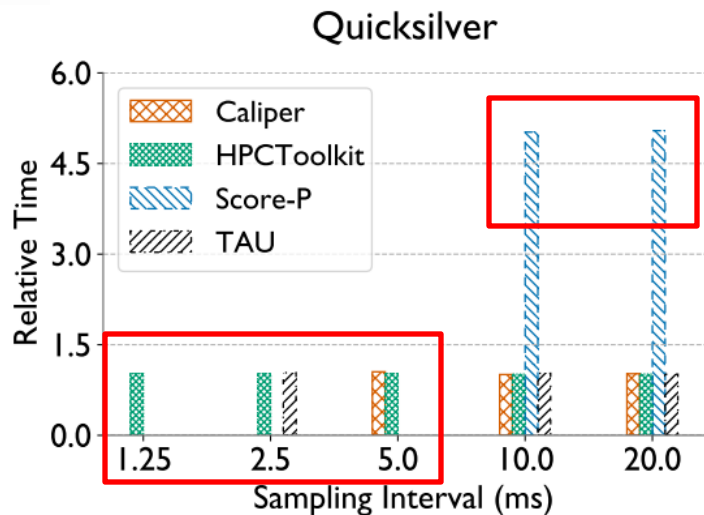 Quicksilver
6.0
4.5
3.0
1.5
0.0
Relative Time
Caliper
HPCToolkit
Score-P
TAU
1.25 2.5 5.0 10.0 20.0
Sampling Interval (ms)